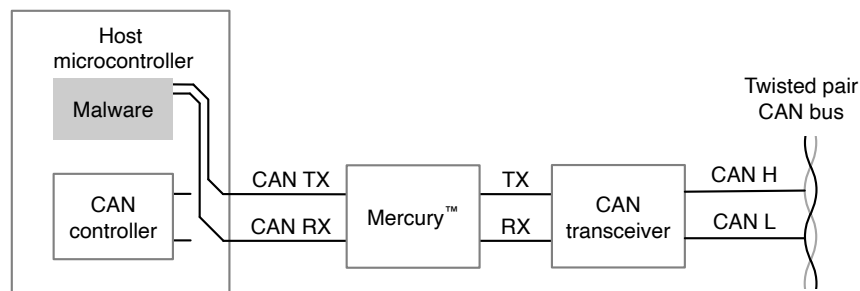 Host
microcontroller
Malware
Twisted pair
CAN bus
CAN TX
TX
CAN H
CAN
controller
Mercury™
CAN
transceiver
CAN RX
RX
CAN L